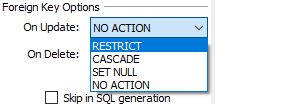 Foreign Key Options
On Update: NO ACTION
RESTRICT
On Delete: CASCADE
SET NULL
NO ACTION
Skip in SQL generation